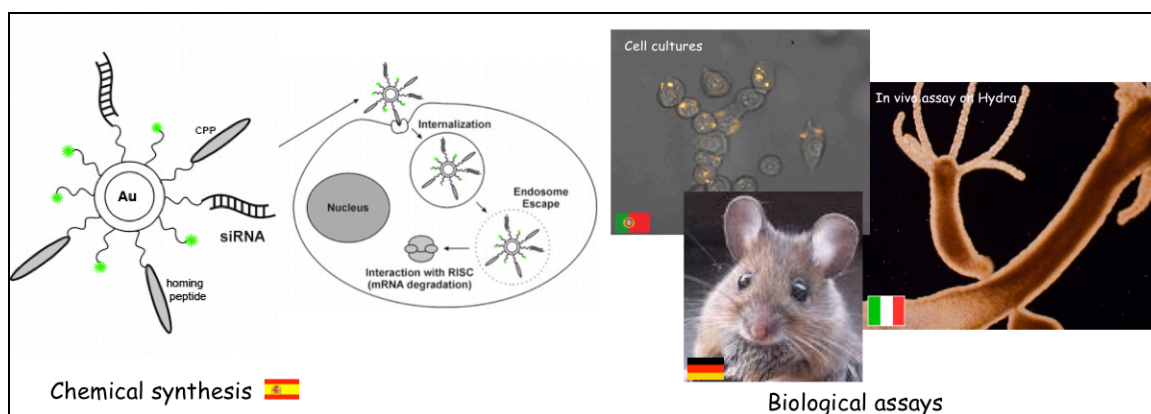 CPP
Au
siRNA
homing
peptide
Chemical synthesis
Internalization
Nucleus
Endosome
Escape
Interaction with RISC
(mRNA degradation)
Cell cultures
In vivo assay on Hydra
Biological assays